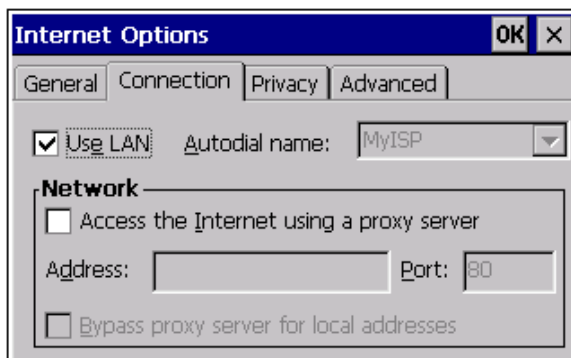 Internet Options OK ×
General Connection Privacy Advanced
Use LAN Autodial name: MyISP
Network
Access the Internet using a proxy server
Address: Port: 80
Bypass proxy server for local addresses